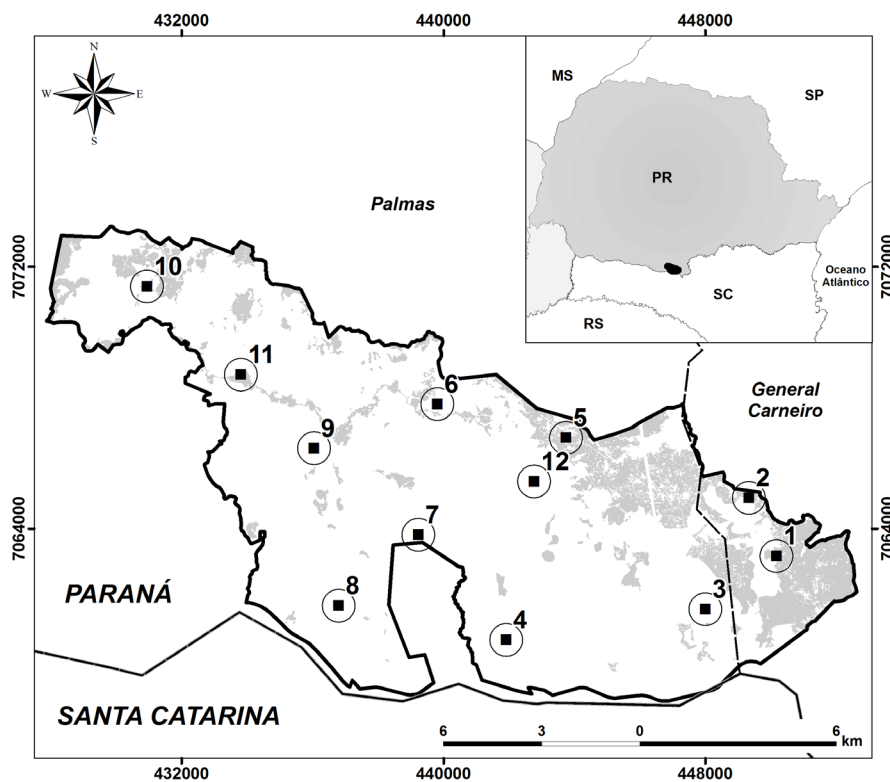 432000
440000
448000
N
W
E
S
MS
SP
PR
Oceano
Atlântico
SC
RS
Palmas
7072000
7072000
10
11
6
General
Carneiro
5
9
12
2
7064000
7064000
7
1
8
3
PARANÁ
4
SANTA CATARINA
6
3
0
6
km
432000
440000
448000